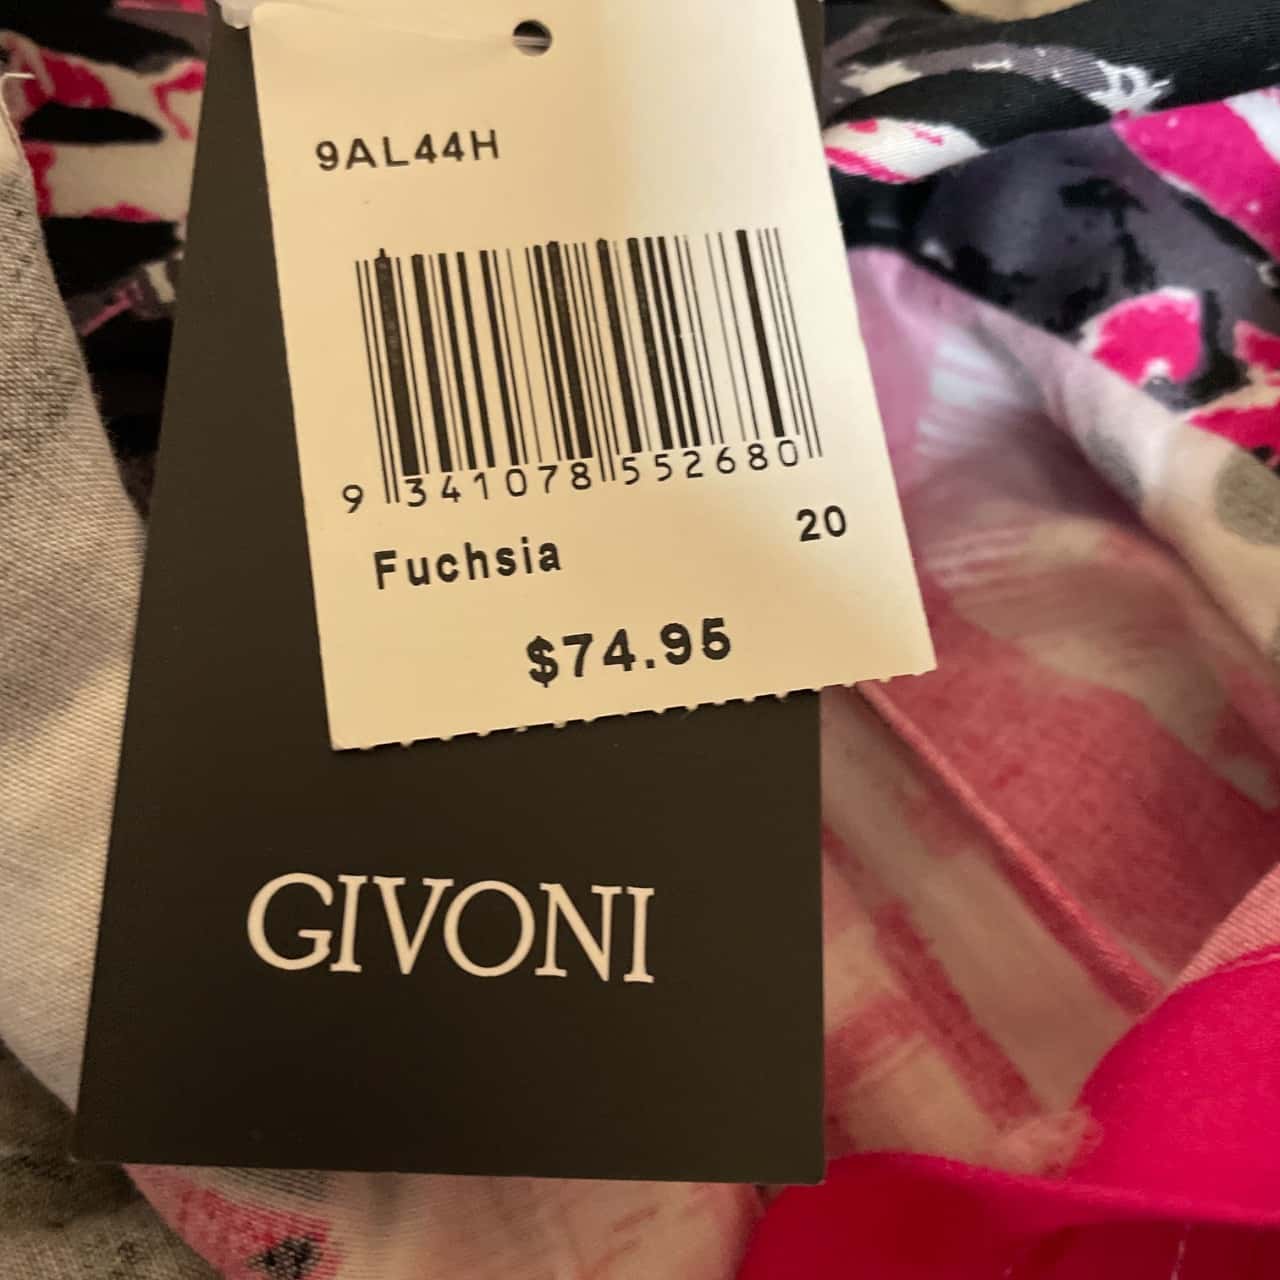 9AL44H
9 341078 552680
Fuchsia 20
$74.95
GIVONI